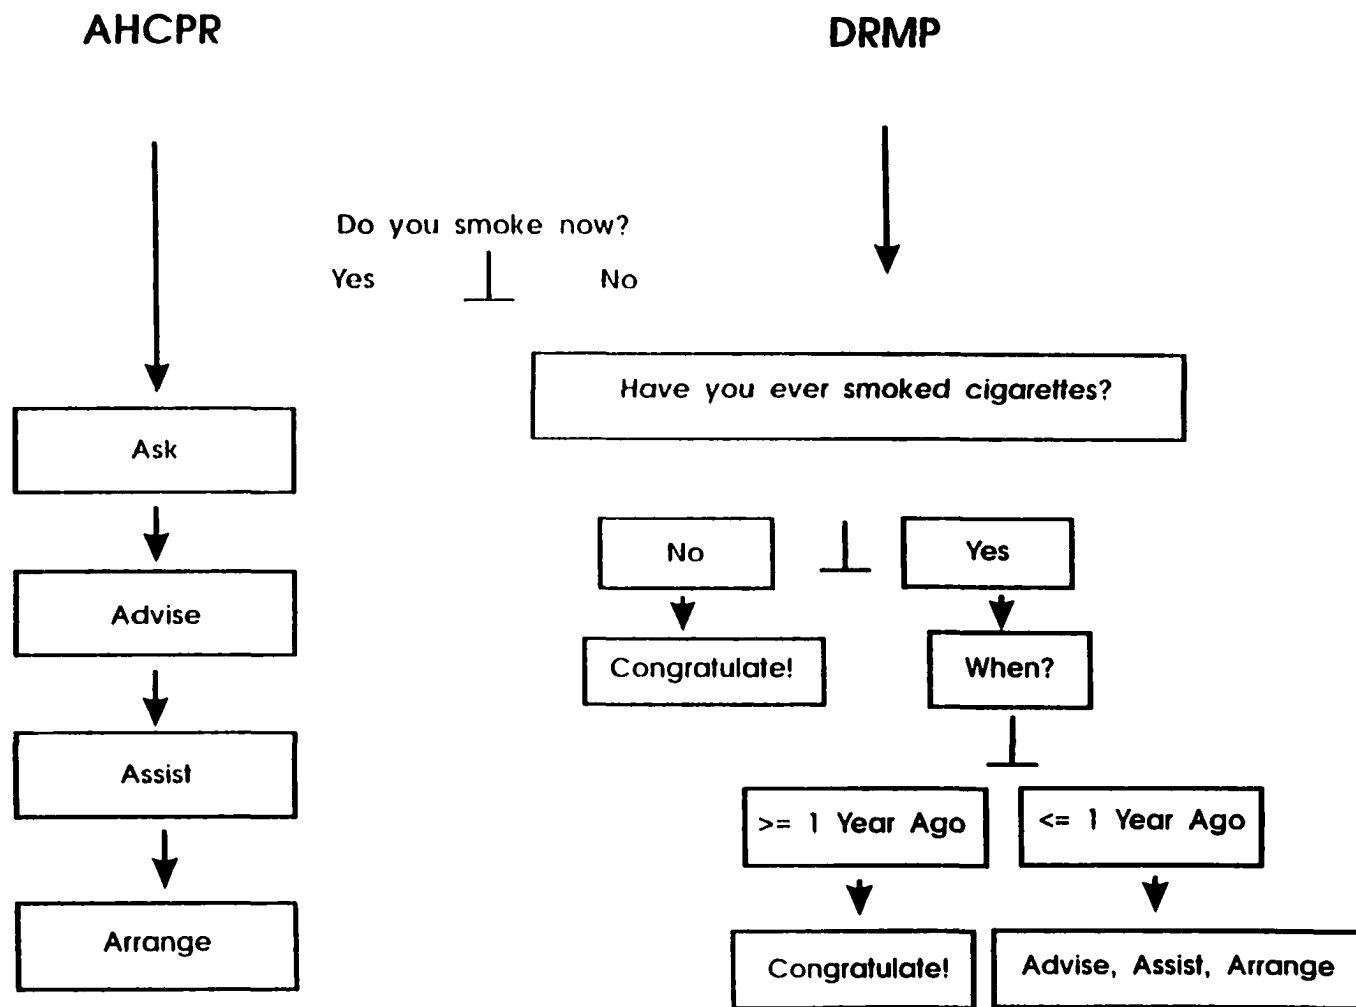 AHCPR
DRMP
Do you smoke now?
Yes
No
Have you ever smoked cigarettes?
Ask
No
Yes
Advise
Congratulate!
When?
Assist
>= 1 Year Ago
<= 1 Year Ago
Arrange
Congratulate!
Advise, Assist, Arrange